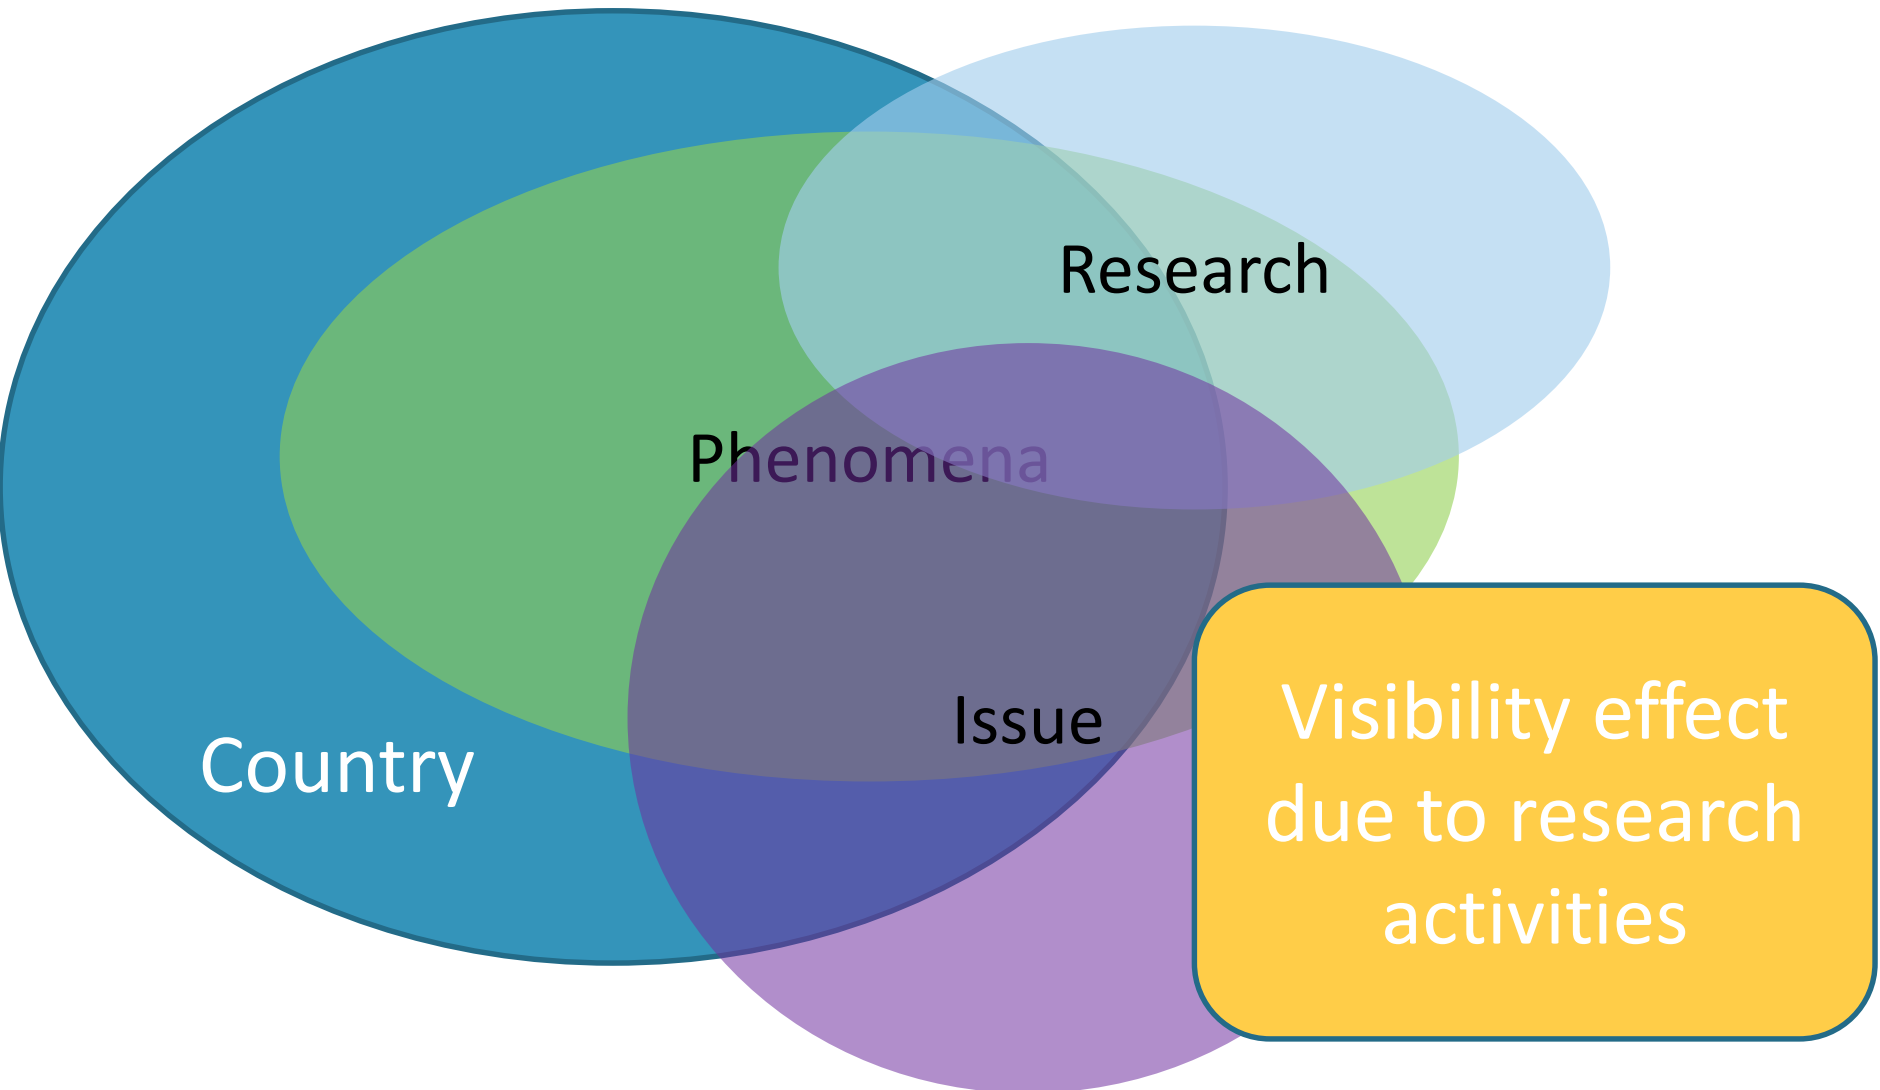 Research
Phenomena
Issue
Country
Visibility effect
due to research
activities